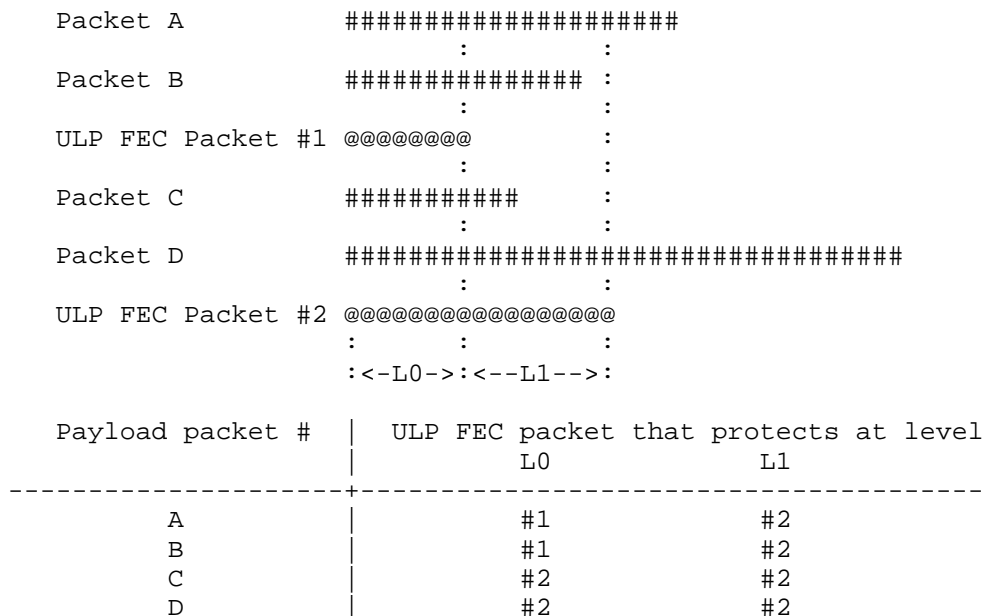 Packet A          #####################
                         :        :
Packet B          ############### :
                         :        :
ULP FEC Packet #1 @@@@@@@@        :
                         :        :
Packet C          ###########     :
                         :        :
Packet D          ###################################
                         :        :
ULP FEC Packet #2 @@@@@@@@@@@@@@@@@
                  :      :        :
                  :<-L0->:<--L1-->:
Payload packet #  |  ULP FEC packet that protects at level
                  |          L0             L1
---------------------+---------------------------------------
       A          |          #1             #2
       B          |          #1             #2
       C          |          #2             #2
       D          |          #2             #2